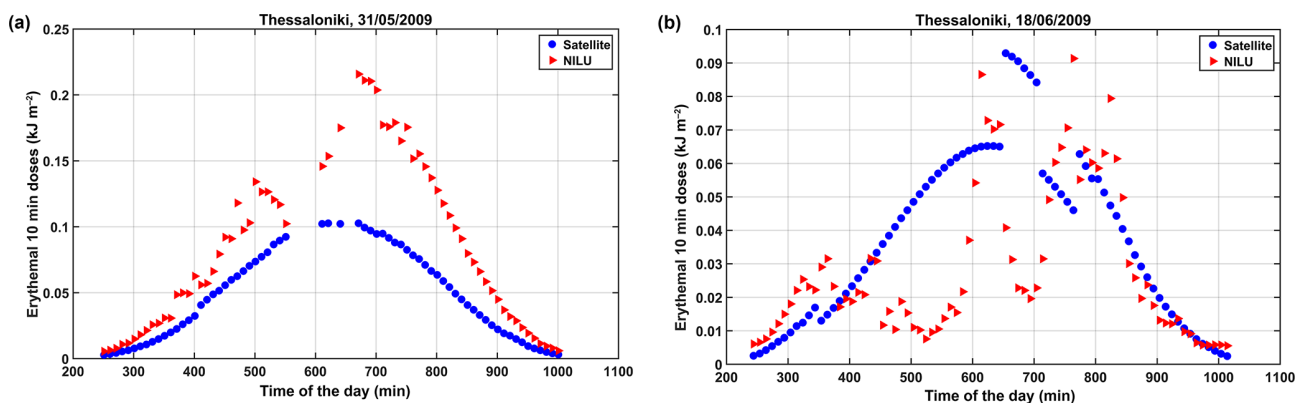 (a)
Thessaloniki, 31/05/2009
0.25
0.2
0.15
0.1
0.05
0
Erythemal 10 min doses (kJ m⁻²)
Satellite
NILU
200 300 400 500 600 700 800 900 1000 1100
Time of the day (min)
(b)
Thessaloniki, 18/06/2009
0.1
0.09
0.08
0.07
0.06
0.05
0.04
0.03
0.02
0.01
0
Erythemal 10 min doses (kJ m⁻²)
Satellite
NILU
200 300 400 500 600 700 800 900 1000 1100
Time of the day (min)